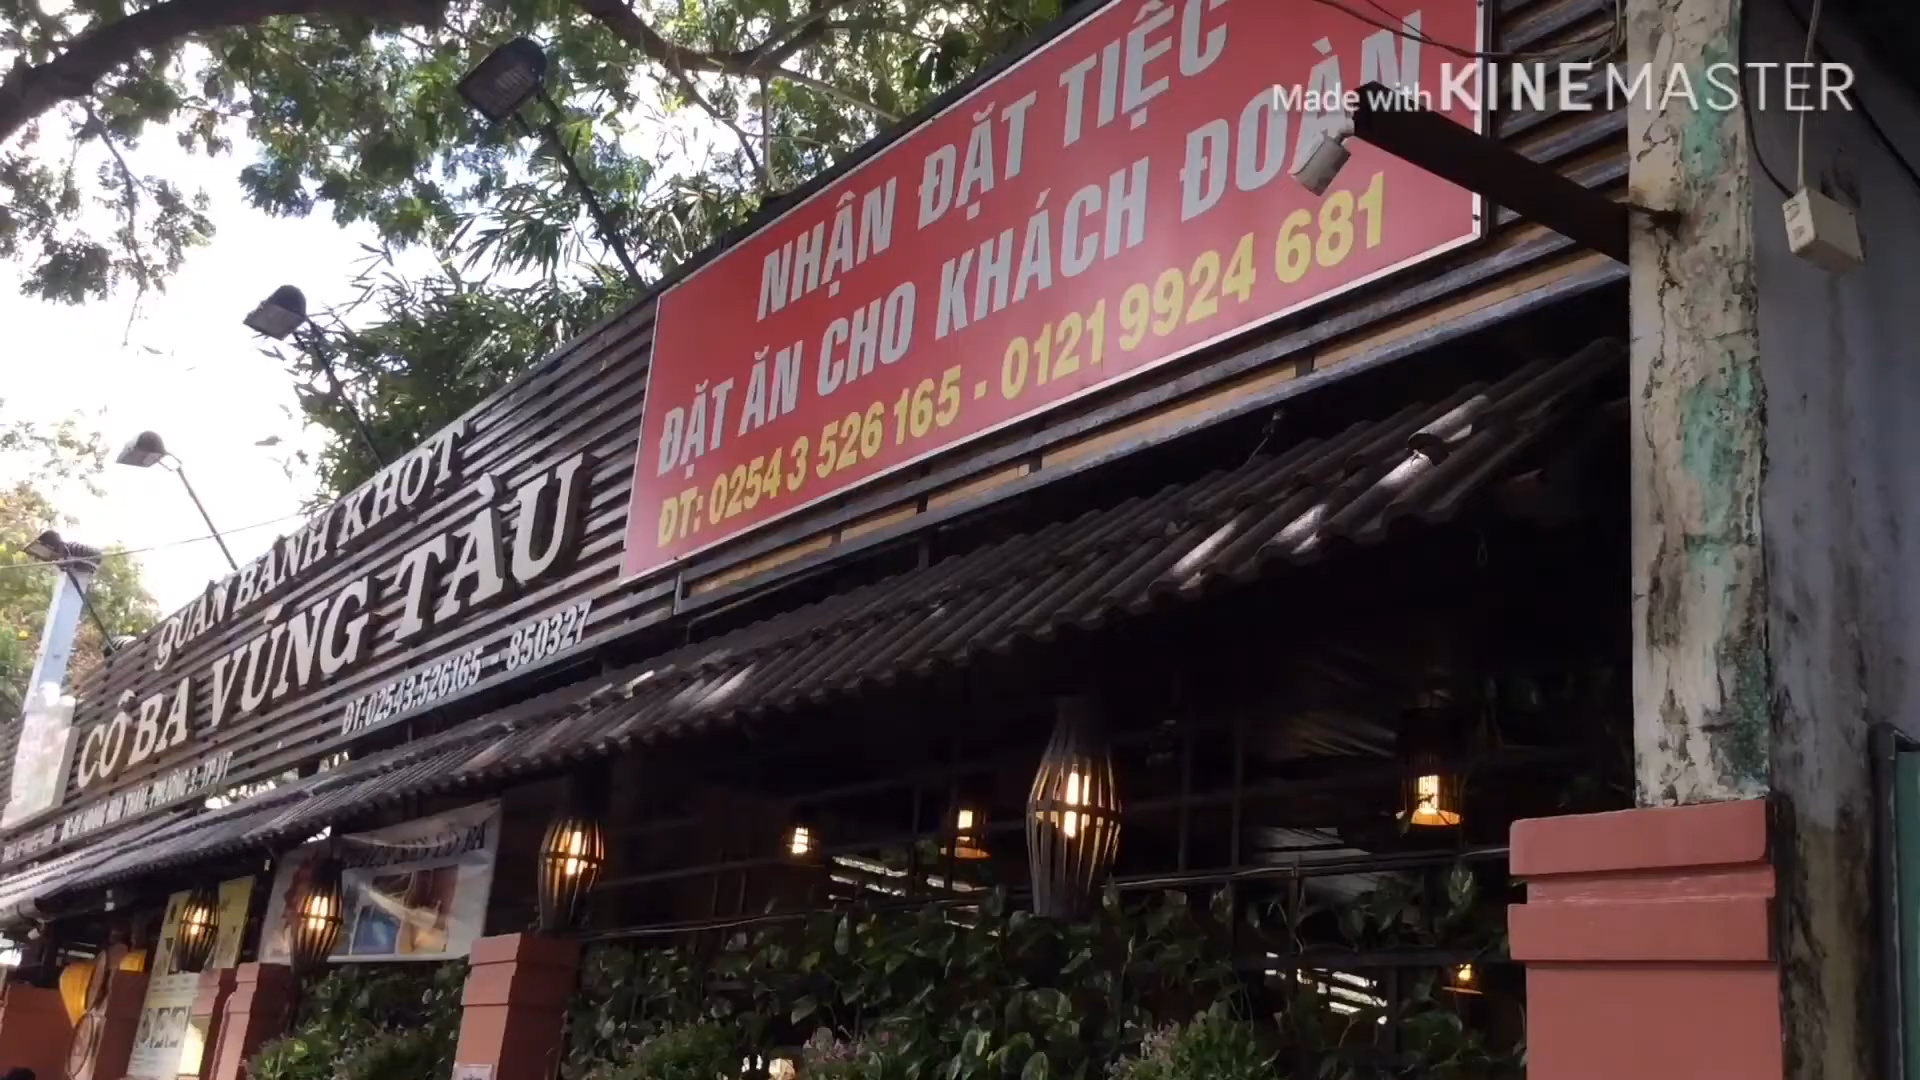 Made with KINEMASTER
NHẬN ĐẶT TIỆC
ĐẶT ĂN CHO KHÁCH ĐOÀN
ĐT: 0254 3 526 165 - 0121 9924 681
QUÁN BÁNH KHỌT
CÔ BA VŨNG TÀU
ĐT:02543.526165 - 850327